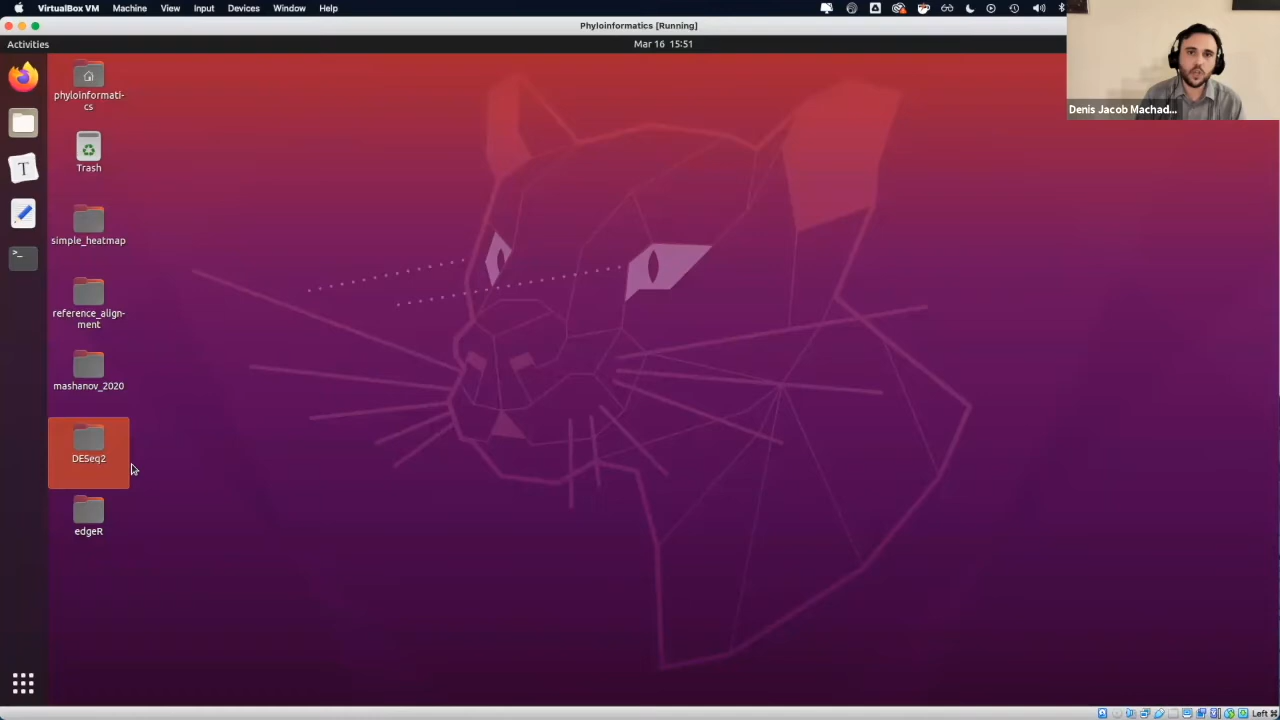 VirtualBox VM Machine View Input Devices Window Help
Phyloinformatics [Running]
Activities
Mar 16 15:51
phyloinformati-
cs
Trash
simple_heatmap
reference_align-
ment
mashanov_2020
DESeq2
edgeR
Denis Jacob Machad...
Left ⌘